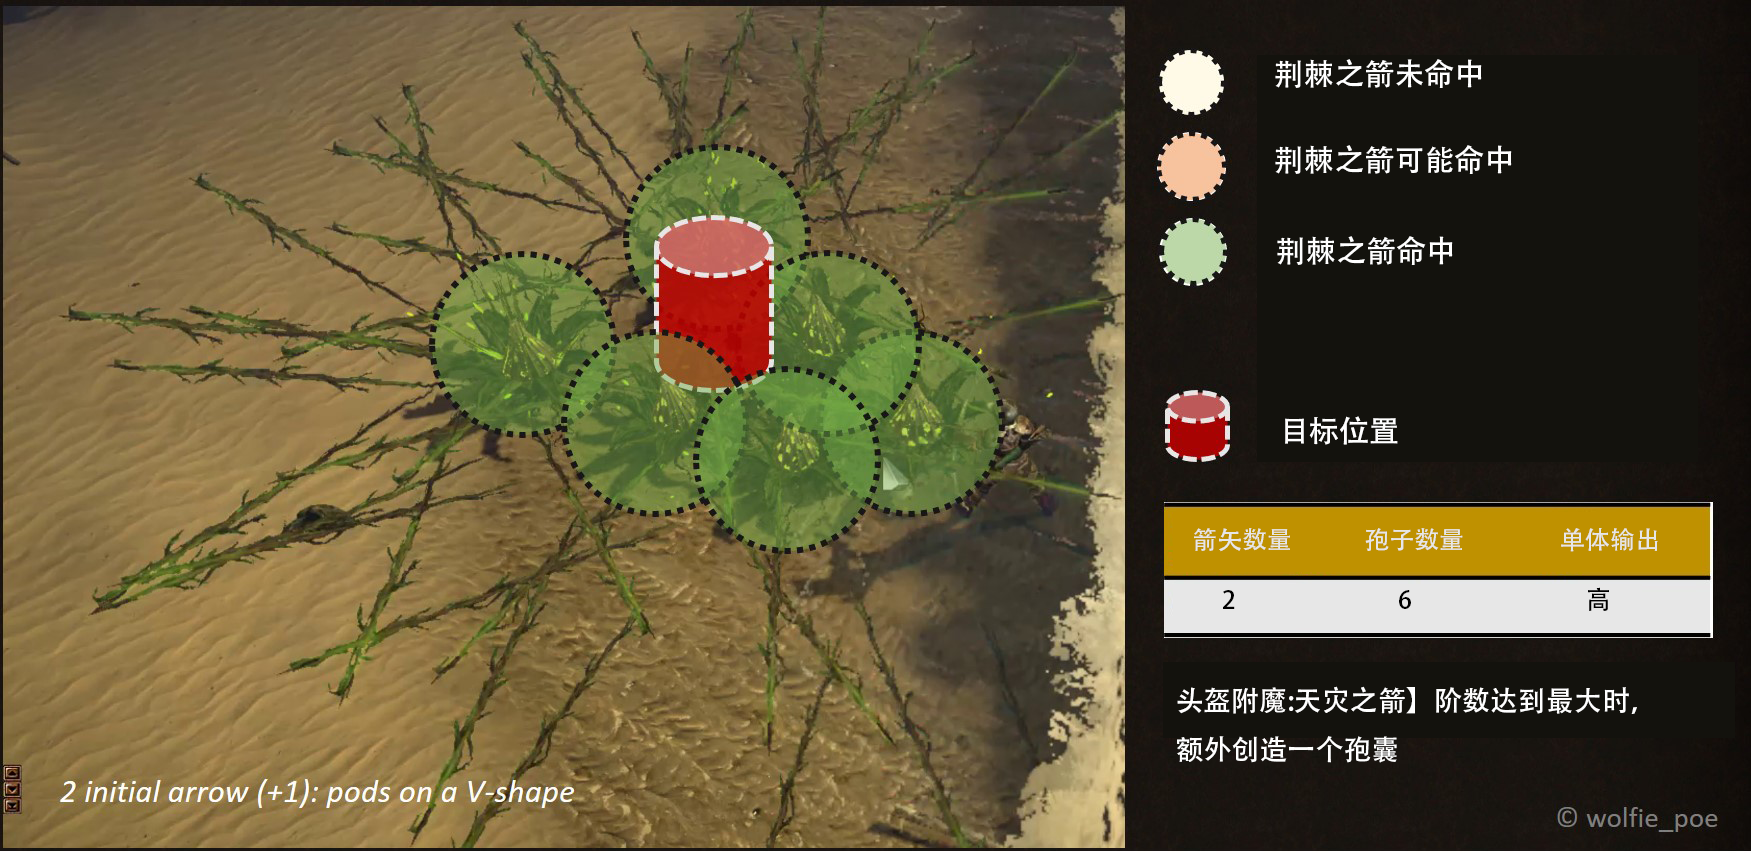 荆棘之箭未命中
荆棘之箭可能命中
荆棘之箭命中
目标位置
箭矢数量 孢子数量 单体输出
2 6 高
头盔附魔:天灾之箭】阶数达到最大时,
额外创造一个孢囊
2 initial arrow (+1): pods on a V-shape
© wolfie_poe